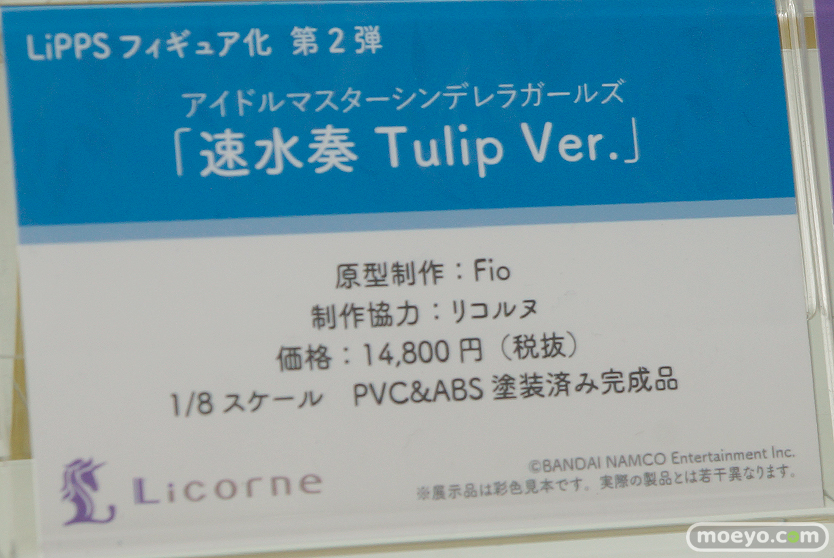 LiPPS フィギュア化 第2弾
アイドルマスターシンデレラガールズ
「速水奏 Tulip Ver.」
原型制作：Fio
制作協力：リコルヌ
価格：14,800円（税抜）
1/8スケール PVC&ABS塗装済み完成品
Licorne
©BANDAI NAMCO Entertainment Inc.
※展示品は彩色見本です。実際の製品とは若干異なります。
moeyo.com